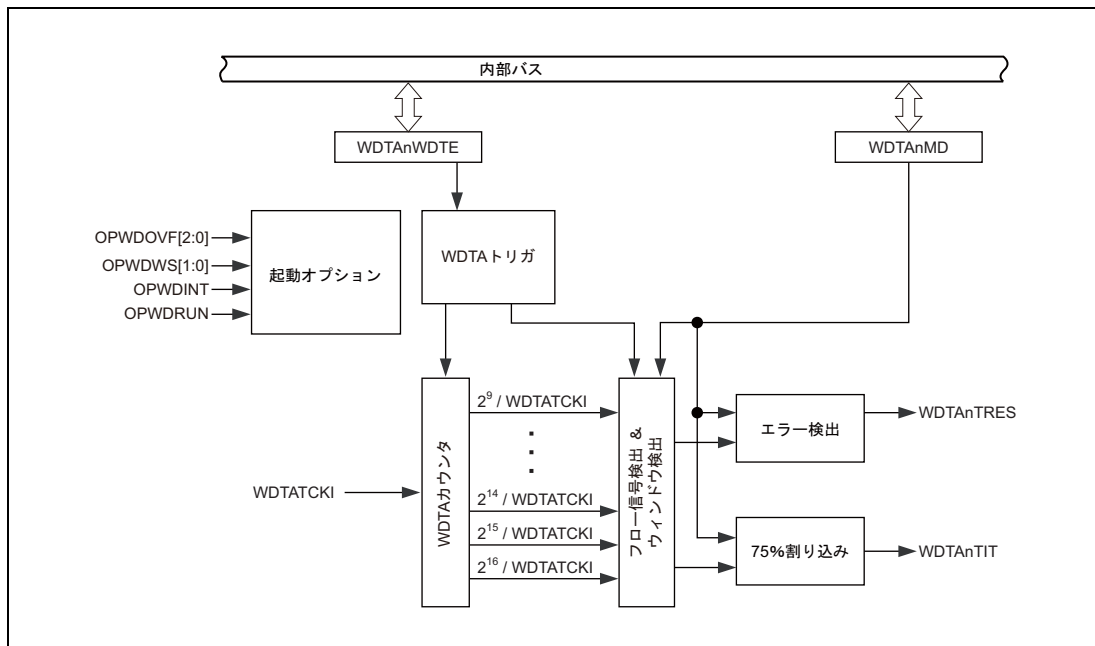 内部バス
WDTAnWDTE
WDTAnMD
OPWDOVF[2:0]
OPWDWS[1:0]
OPWDINT
OPWDRUN
起動オプション
WDTAトリガ
WDTATCKI
WDTAカウンタ
2⁹ / WDTATCKI
2¹⁴ / WDTATCKI
2¹⁵ / WDTATCKI
2¹⁶ / WDTATCKI
フロー信号検出 &
ウィンドウ検出
エラー検出
WDTAnTRES
75%割り込み
WDTAnTIT